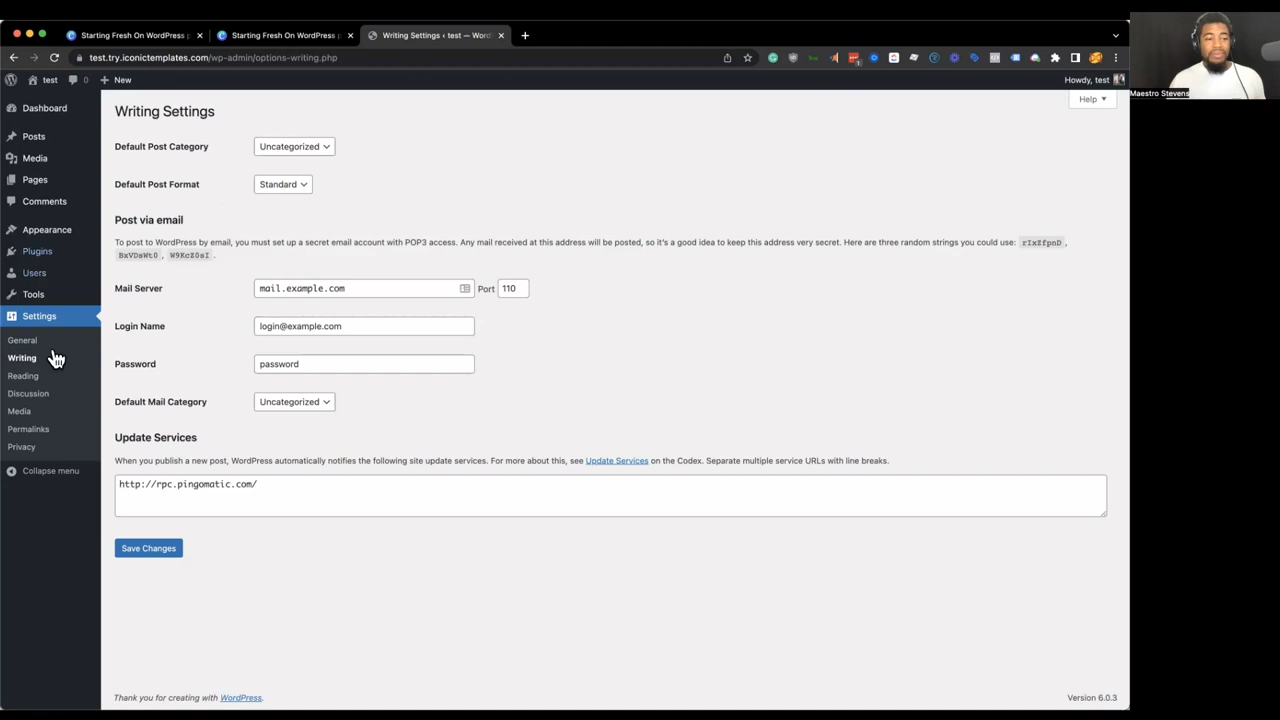 Starting Fresh On WordPress p
Starting Fresh On WordPress p
Writing Settings ‹ test — Word
test.try.iconictemplates.com/wp-admin/options-writing.php
test
0
New
Howdy, test
Maestro Stevens
Help
Dashboard
Posts
Media
Pages
Comments
Appearance
Plugins
Users
Tools
Settings
General
Writing
Reading
Discussion
Media
Permalinks
Privacy
Collapse menu
Writing Settings
Default Post Category Uncategorized
Default Post Format Standard
Post via email
To post to WordPress by email, you must set up a secret email account with POP3 access. Any mail received at this address will be posted, so it's a good idea to keep this address very secret. Here are three random strings you could use: rIxZfpnD ,
BxVDsWt0 , W9KcZ0sI .
Mail Server mail.example.com Port 110
Login Name login@example.com
Password password
Default Mail Category Uncategorized
Update Services
When you publish a new post, WordPress automatically notifies the following site update services. For more about this, see Update Services on the Codex. Separate multiple service URLs with line breaks.
http://rpc.pingomatic.com/
Save Changes
Thank you for creating with WordPress.
Version 6.0.3